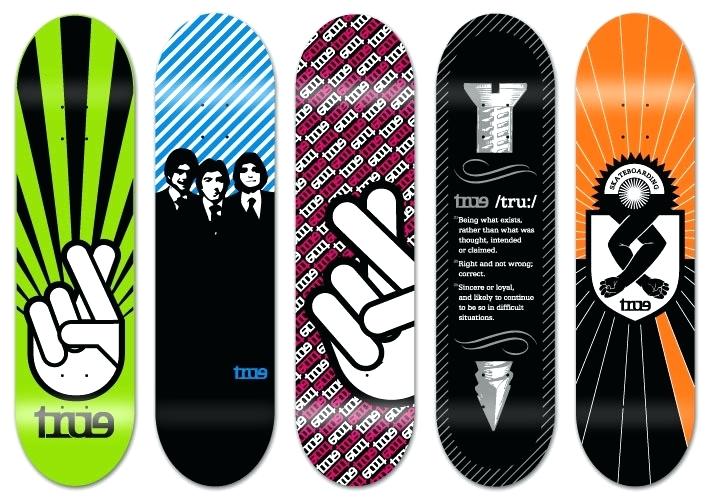 true
true
true /tru:/
Being what exists,
rather than what was
thought, intended
or claimed.
Right and not wrong;
correct.
Sincere or loyal,
and likely to continue
to be so in difficult
situations.
SKATEBOARDING
true